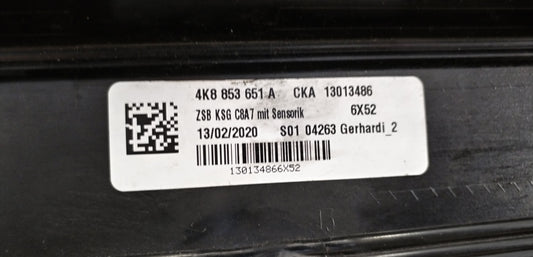 4K8 853 651 A CKA 13013486
ZSB KSG C8A7 mit Sensorik 6X52
13/02/2020 S01 04263 Gerhardi_2
130134866X52